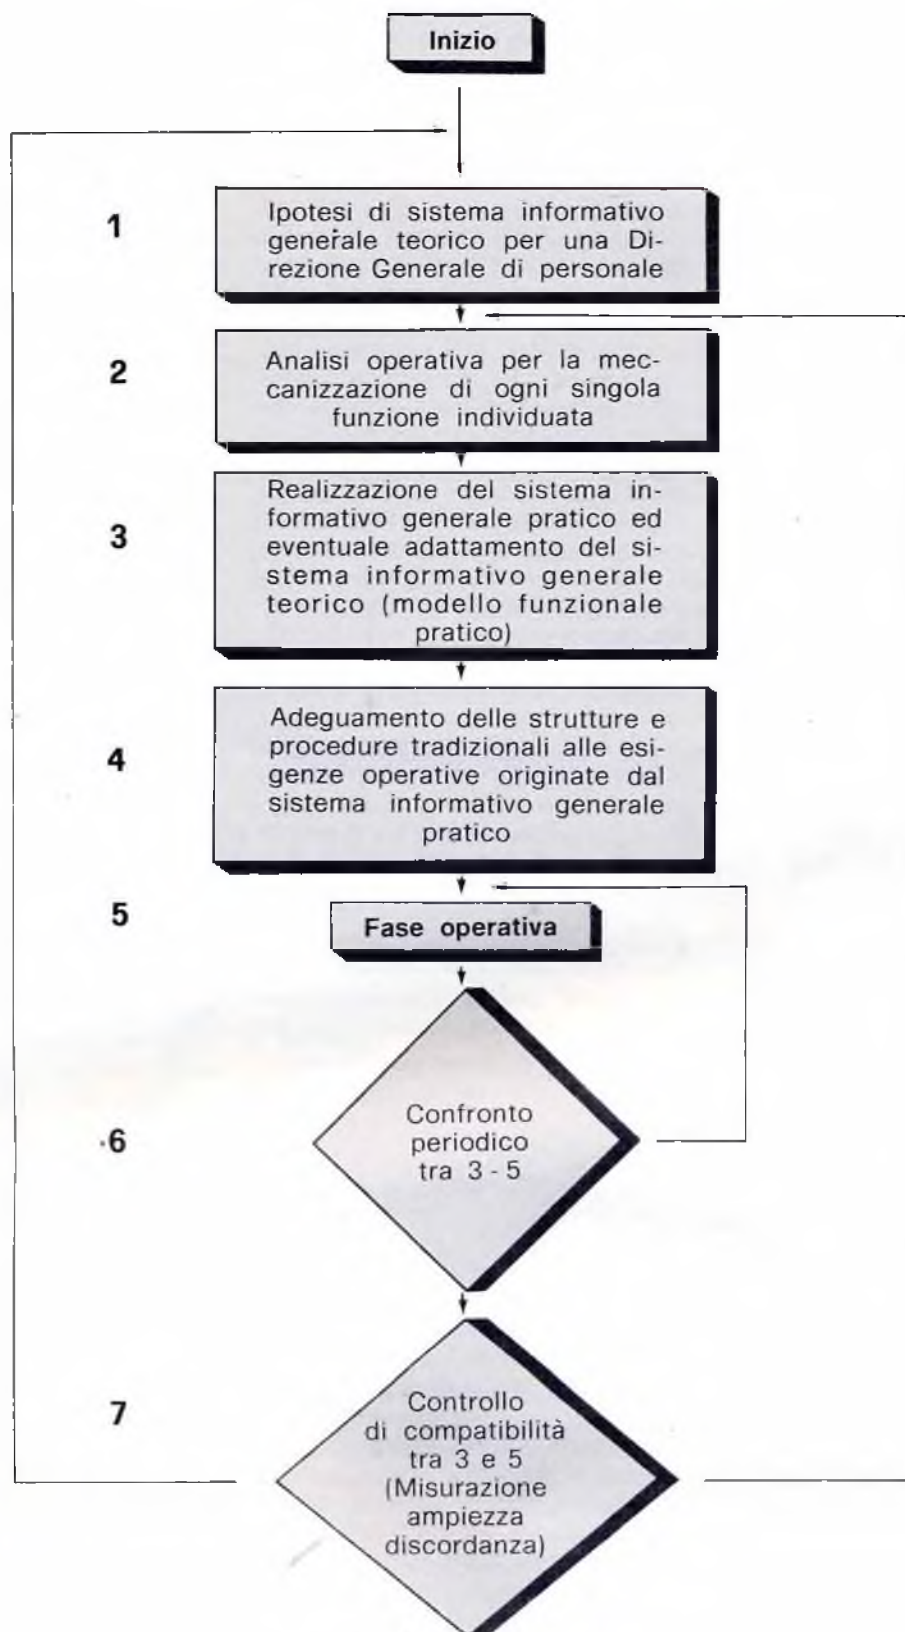 Inizio
1
Ipotesi di sistema informativo
generale teorico per una Di-
rezione Generale di personale
2
Analisi operativa per la mec-
canizzazione di ogni singola
funzione individuata
3
Realizzazione del sistema in-
formativo generale pratico ed
eventuale adattamento del si-
stema informativo generale
teorico (modello funzionale
pratico)
4
Adeguamento delle strutture e
procedure tradizionali alle esi-
genze operative originate dal
sistema informativo generale
pratico
5
Fase operativa
6
Confronto
periodico
tra 3 - 5
7
Controllo
di compatibilità
tra 3 e 5
(Misurazione
ampiezza
discordanza)